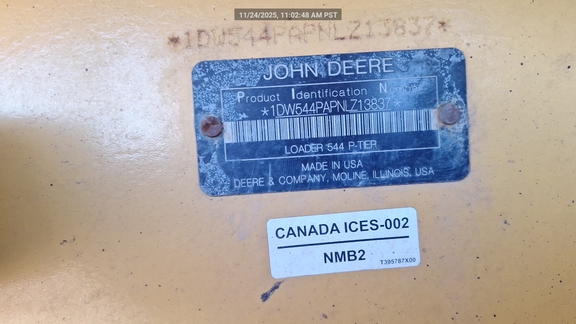 11/24/2025, 11:02:48 AM PST
*1DW544PAPNLZ13837*
JOHN DEERE
Product Identification N
*1DW544PAPNLZ13837*
LOADER 544 P-TIER
MADE IN USA
DEERE & COMPANY, MOLINE, ILLINOIS, USA
CANADA ICES-002
NMB2
T395787X00